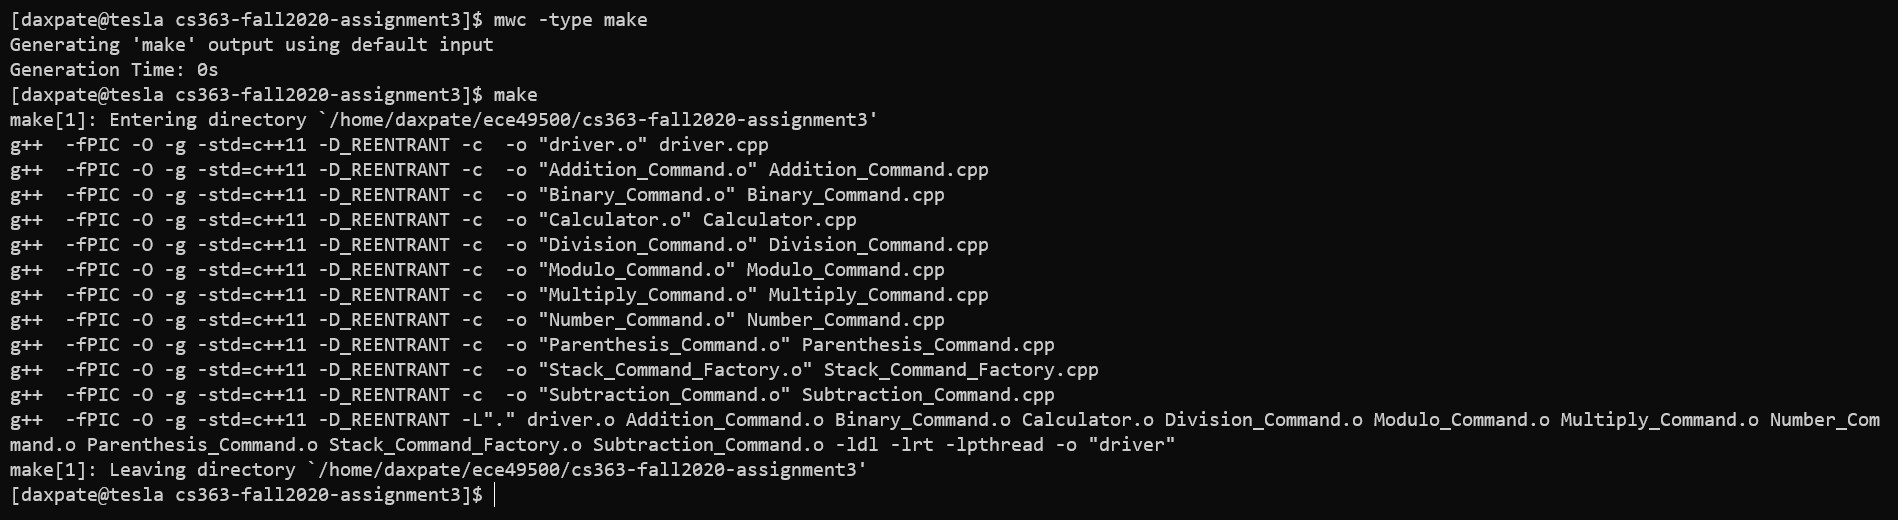 [daxpate@tesla cs363-fall2020-assignment3]$ mwc -type make
Generating 'make' output using default input
Generation Time: 0s
[daxpate@tesla cs363-fall2020-assignment3]$ make
make[1]: Entering directory `/home/daxpate/ece49500/cs363-fall2020-assignment3'
g++  -fPIC -O -g -std=c++11 -D_REENTRANT -c  -o "driver.o" driver.cpp
g++  -fPIC -O -g -std=c++11 -D_REENTRANT -c  -o "Addition_Command.o" Addition_Command.cpp
g++  -fPIC -O -g -std=c++11 -D_REENTRANT -c  -o "Binary_Command.o" Binary_Command.cpp
g++  -fPIC -O -g -std=c++11 -D_REENTRANT -c  -o "Calculator.o" Calculator.cpp
g++  -fPIC -O -g -std=c++11 -D_REENTRANT -c  -o "Division_Command.o" Division_Command.cpp
g++  -fPIC -O -g -std=c++11 -D_REENTRANT -c  -o "Modulo_Command.o" Modulo_Command.cpp
g++  -fPIC -O -g -std=c++11 -D_REENTRANT -c  -o "Multiply_Command.o" Multiply_Command.cpp
g++  -fPIC -O -g -std=c++11 -D_REENTRANT -c  -o "Number_Command.o" Number_Command.cpp
g++  -fPIC -O -g -std=c++11 -D_REENTRANT -c  -o "Parenthesis_Command.o" Parenthesis_Command.cpp
g++  -fPIC -O -g -std=c++11 -D_REENTRANT -c  -o "Stack_Command_Factory.o" Stack_Command_Factory.cpp
g++  -fPIC -O -g -std=c++11 -D_REENTRANT -c  -o "Subtraction_Command.o" Subtraction_Command.cpp
g++  -fPIC -O -g -std=c++11 -D_REENTRANT -L"." driver.o Addition_Command.o Binary_Command.o Calculator.o Division_Command.o Modulo_Command.o Multiply_Command.o Number_Com
mand.o Parenthesis_Command.o Stack_Command_Factory.o Subtraction_Command.o -ldl -lrt -lpthread -o "driver"
make[1]: Leaving directory `/home/daxpate/ece49500/cs363-fall2020-assignment3'
[daxpate@tesla cs363-fall2020-assignment3]$